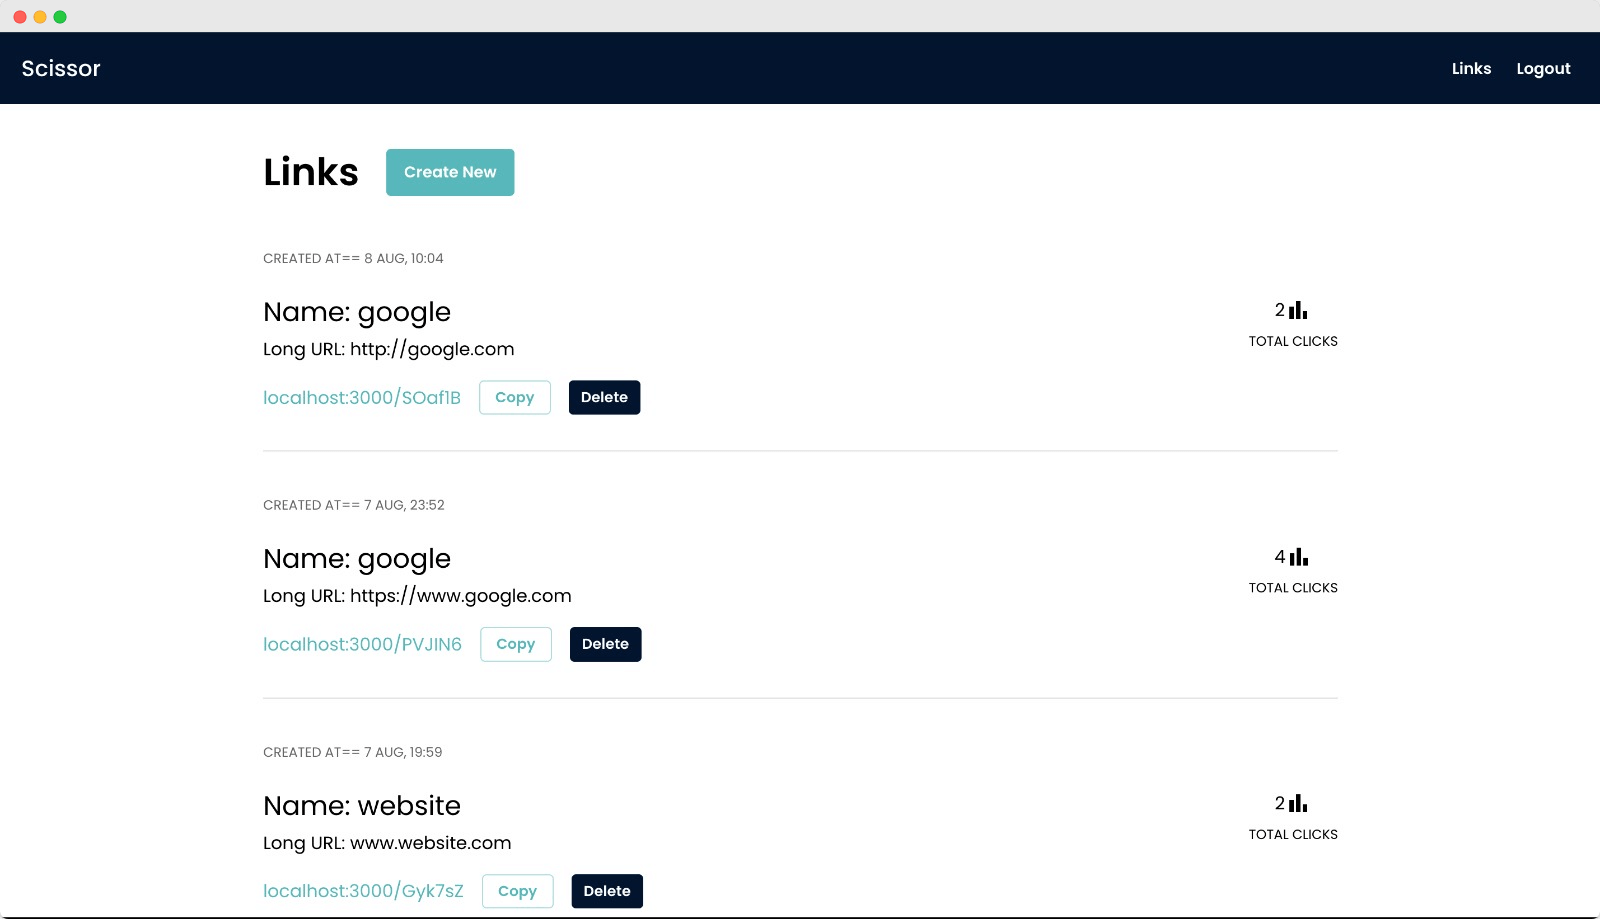 Scissor
Links Logout
Links Create New
CREATED AT== 8 AUG, 10:04
Name: google
2
Long URL: http://google.com
TOTAL CLICKS
localhost:3000/SOaf1B Copy Delete
CREATED AT== 7 AUG, 23:52
Name: google
4
Long URL: https://www.google.com
TOTAL CLICKS
localhost:3000/PVJIN6 Copy Delete
CREATED AT== 7 AUG, 19:59
Name: website
2
Long URL: www.website.com
TOTAL CLICKS
localhost:3000/Gyk7sZ Copy Delete